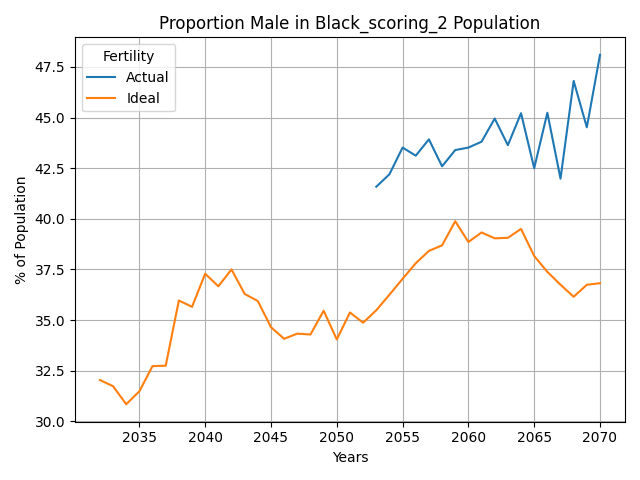 Proportion Male in Black_scoring_2 Population
Fertility
Actual
Ideal
% of Population
47.5
45.0
42.5
40.0
37.5
35.0
32.5
30.0
2035 2040 2045 2050 2055 2060 2065 2070
Years